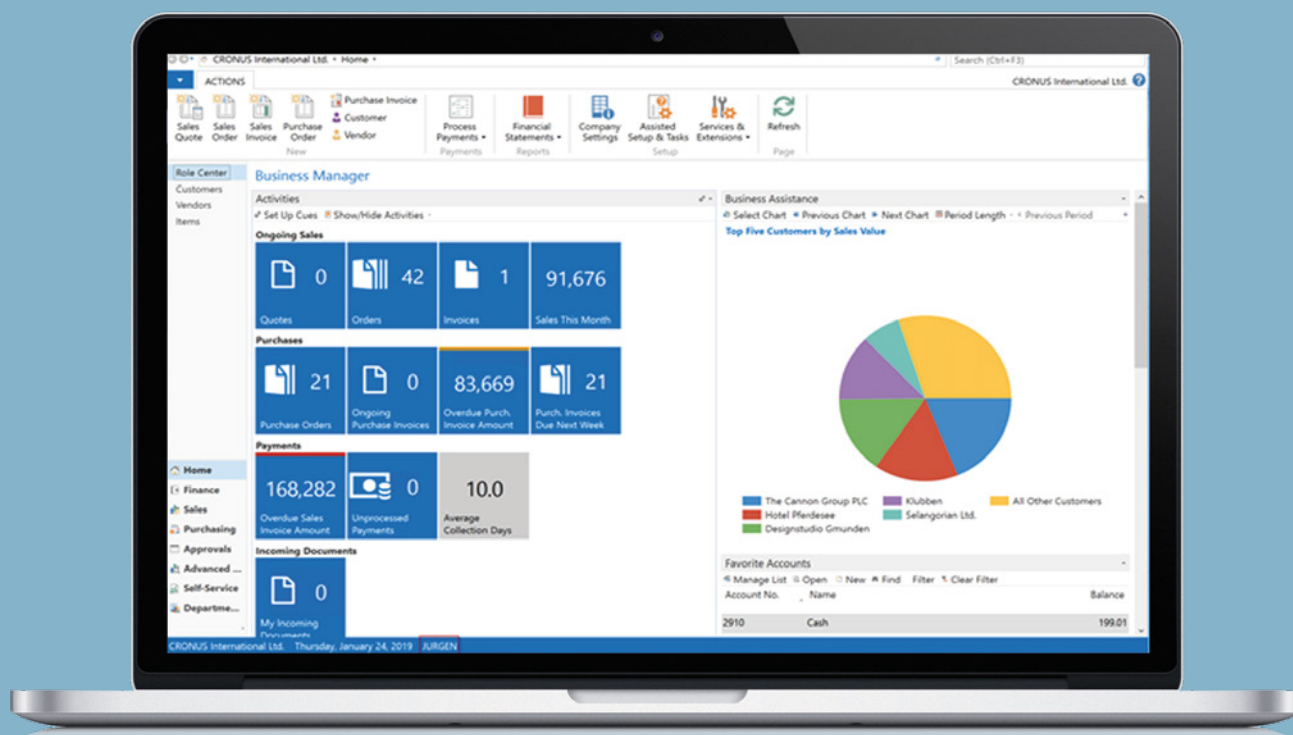 CRONUS International Ltd. • Home •
Search (Ctrl+F3)
ACTIONS
CRONUS International Ltd.
Sales Quote
Sales Order
Sales Invoice
Purchase Order
Purchase Invoice
Customer
Vendor
New
Process Payments
Payments
Financial Statements
Reports
Company Settings
Assisted Setup & Tasks
Services & Extensions
Setup
Refresh
Page
Role Center
Customers
Vendors
Items
Business Manager
Activities
Set Up Cues Show/Hide Activities
Ongoing Sales
0
Quotes
42
Orders
1
Invoices
91,676
Sales This Month
Purchases
21
Purchase Orders
0
Ongoing
Purchase Invoices
83,669
Overdue Purch.
Invoice Amount
21
Purch. Invoices
Due Next Week
Payments
168,282
Overdue Sales
Invoice Amount
0
Unprocessed
Payments
10.0
Average
Collection Days
Incoming Documents
0
My Incoming
Documents
Business Assistance
Select Chart Previous Chart Next Chart Period Length Previous Period
Top Five Customers by Sales Value
The Cannon Group PLC Klubben All Other Customers
Hotel Pferdesee Selangorian Ltd.
Designstudio Gmunden
Favorite Accounts
Manage List Open New Find Filter Clear Filter
Account No. Name Balance
2910 Cash 199.01
Home
Finance
Sales
Purchasing
Approvals
Advanced ...
Self-Service
Departme...
CRONUS International Ltd. Thursday, January 24, 2019 JURGEN